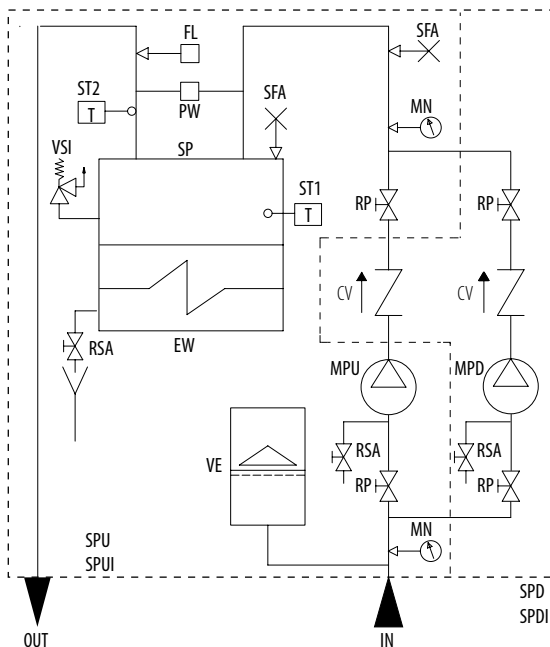 FL
SFA
ST2
T
PW
SFA
MN
VSI
SP
ST1
T
RP
RP
CV
CV
RSA
EW
MPU
MPD
VE
RSA
RSA
RP
RP
MN
SPU
SPUI
SPD
SPDI
OUT
IN